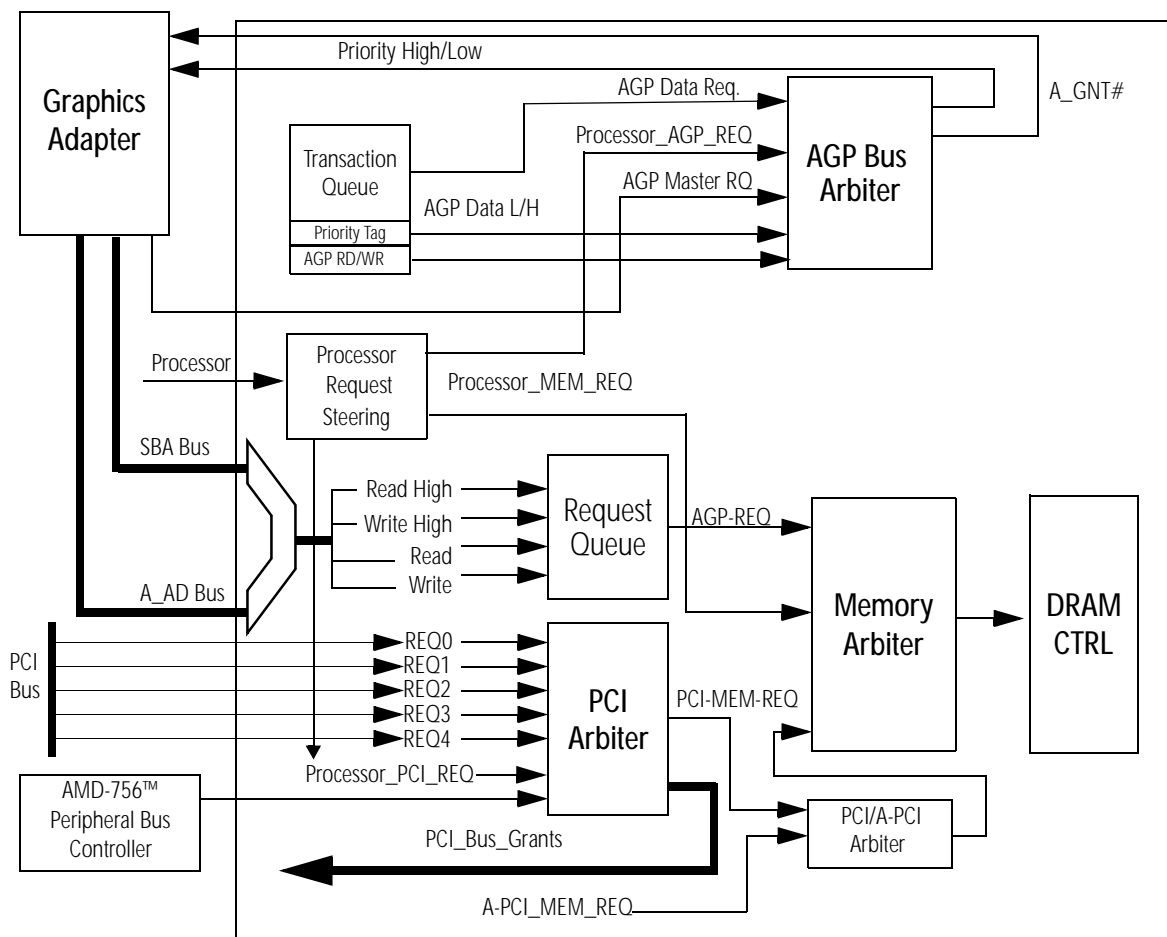 Priority High/Low
Graphics
Adapter
A_GNT#
AGP Data Req.
Processor_AGP_REQ
AGP Master RQ
AGP Bus
Arbiter
Transaction
Queue
AGP Data L/H
Priority Tag
AGP RD/WR
Processor
Processor
Request
Steering
Processor_MEM_REQ
SBA Bus
Read High
Write High
Read
Write
Request
Queue
AGP-REQ
A_AD Bus
Memory
Arbiter
DRAM
CTRL
PCI
Bus
REQ0
REQ1
REQ2
REQ3
REQ4
PCI
Arbiter
PCI-MEM-REQ
Processor_PCI_REQ
AMD-756™
Peripheral Bus
Controller
PCI/A-PCI
Arbiter
PCI_Bus_Grants
A-PCI_MEM_REQ